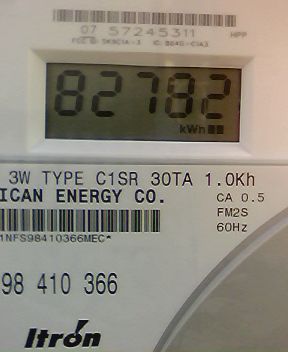 07 57245311
HPP
82782
kWh
3W TYPE C1SR 30TA 1.0Kh
ICAN ENERGY CO.
CA 0.5
FM2S
60Hz
1NFS98410366MEC*
98 410 366
Itron